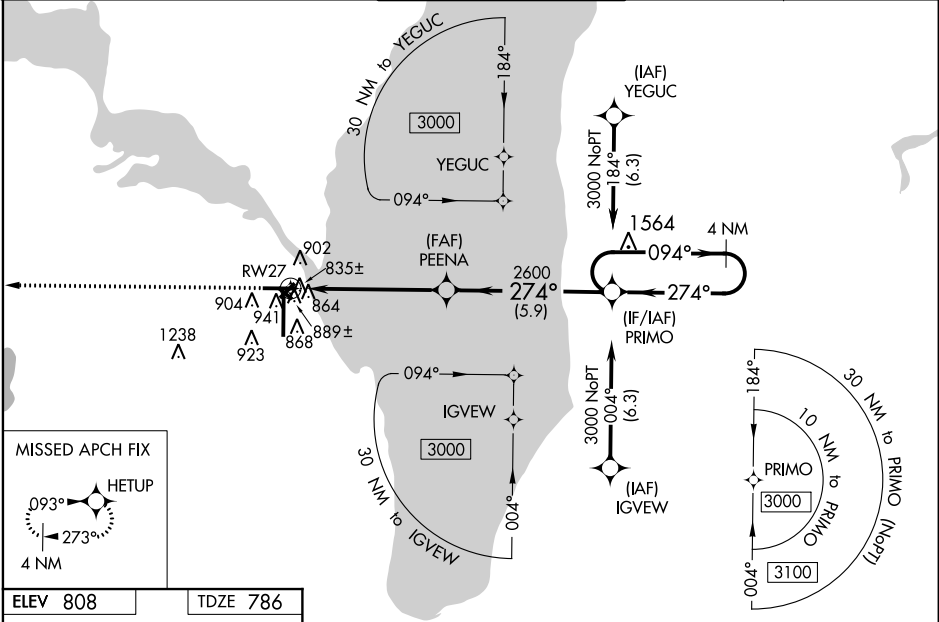 30 NM to YEGUC
184°
3000
YEGUC
094°
(IAF)
YEGUC
3000 NoPT
184°
(6.3)
1564
4 NM
094°
274°
(IF/IAF)
PRIMO
(FAF)
PEENA
2600
274°
(5.9)
902
RW27
835±
904
941
864
889±
868
923
1238
094°
IGVEW
3000
30 NM to IGVEW
004°
3000 NoPT
004°
(6.3)
(IAF)
IGVEW
184°
30 NM to PRIMO (NoPT)
10 NM to PRIMO
PRIMO
3000
3100
004°
MISSED APCH FIX
HETUP
093°
273°
4 NM
ELEV 808
TDZE 786